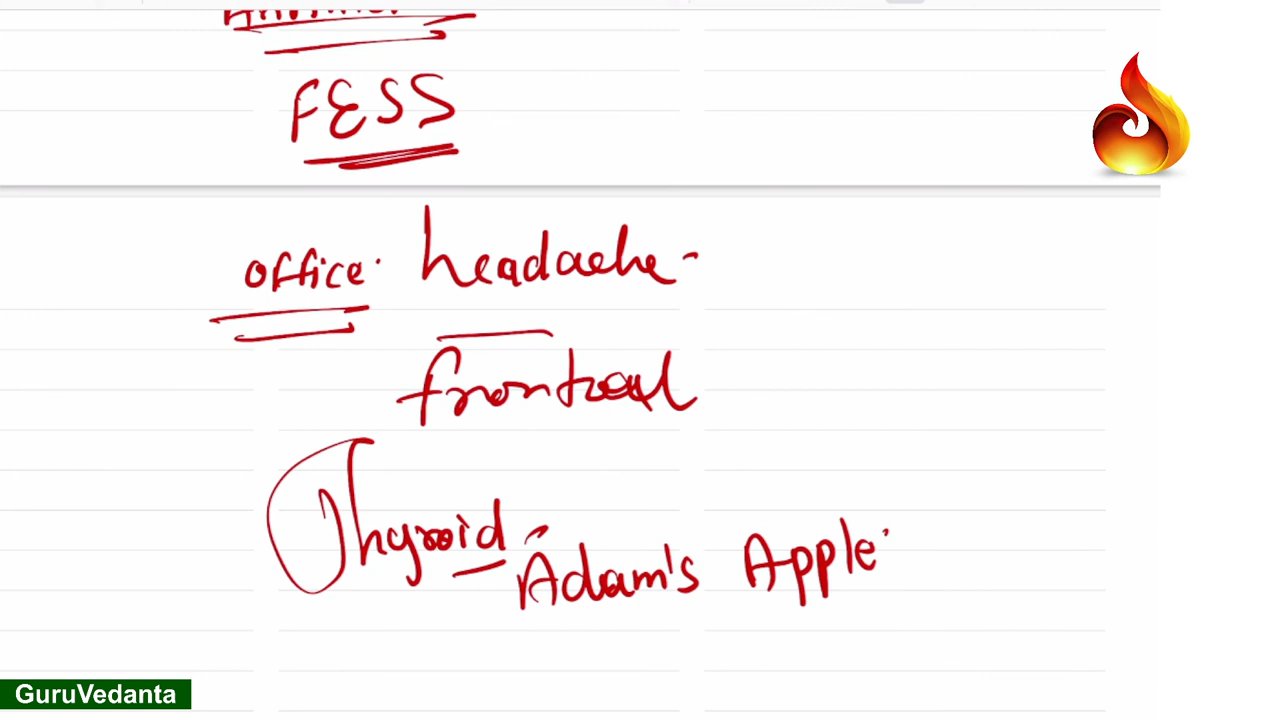 FESS
office. headache-
frontal
Thyroid - Adam's Apple.
GuruVedanta